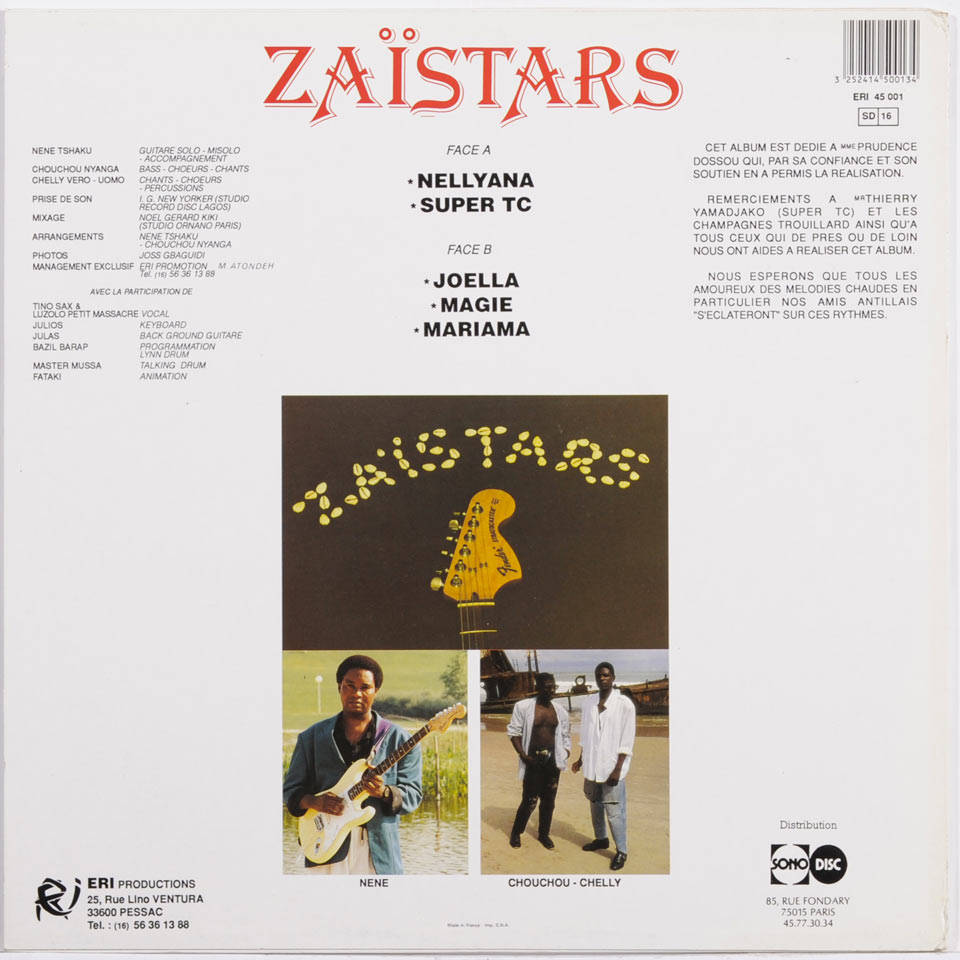 ZAÏSTARS
3 252414 500134
ERI 45 001
SD 16
NENE TSHAKU GUITARE SOLO - MISOLO
- ACCOMPAGNEMENT
CHOUCHOU NYANGA BASS - CHOEURS - CHANTS
CHELLY VERO - UOMO CHANTS - CHOEURS
- PERCUSSIONS
PRISE DE SON I. G. NEW YORKER (STUDIO
RECORD DISC LAGOS)
MIXAGE NOEL GERARD KIKI
(STUDIO ORNANO PARIS)
ARRANGEMENTS NENE TSHAKU
- CHOUCHOU NYANGA
PHOTOS JOSS GBAGUIDI
MANAGEMENT EXCLUSIF ERI PROMOTION M. ATONDEH
Tél. (16) 56 36 13 88
AVEC LA PARTICIPATION DE
TINO SAX &
LUZOLO PETIT MASSACRE VOCAL
JULIOS KEYBOARD
JULAS BACK GROUND GUITARE
BAZIL BARAP PROGRAMMATION
LYNN DRUM
MASTER MUSSA TALKING DRUM
FATAKI ANIMATION
FACE A
* NELLYANA
* SUPER TC
FACE B
* JOELLA
* MAGIE
* MARIAMA
CET ALBUM EST DEDIE A MME PRUDENCE
DOSSOU QUI, PAR SA CONFIANCE ET SON
SOUTIEN EN A PERMIS LA REALISATION.
REMERCIEMENTS A MR THIERRY
YAMADJAKO (SUPER TC) ET LES
CHAMPAGNES TROUILLARD AINSI QU'A
TOUS CEUX QUI DE PRES OU DE LOIN
NOUS ONT AIDES A REALISER CET ALBUM.
NOUS ESPERONS QUE TOUS LES
AMOUREUX DES MELODIES CHAUDES EN
PARTICULIER NOS AMIS ANTILLAIS
"S'ECLATERONT" SUR CES RYTHMES.
ZAÏSTARS
Fender STRATOCASTER
NENE
CHOUCHOU - CHELLY
ERI PRODUCTIONS
25, Rue Lino VENTURA
33600 PESSAC
Tel. : (16) 56 36 13 88
Made in France - Imp. S.N.A.
Distribution
SONO DISC
85, RUE FONDARY
75015 PARIS
45.77.30.34